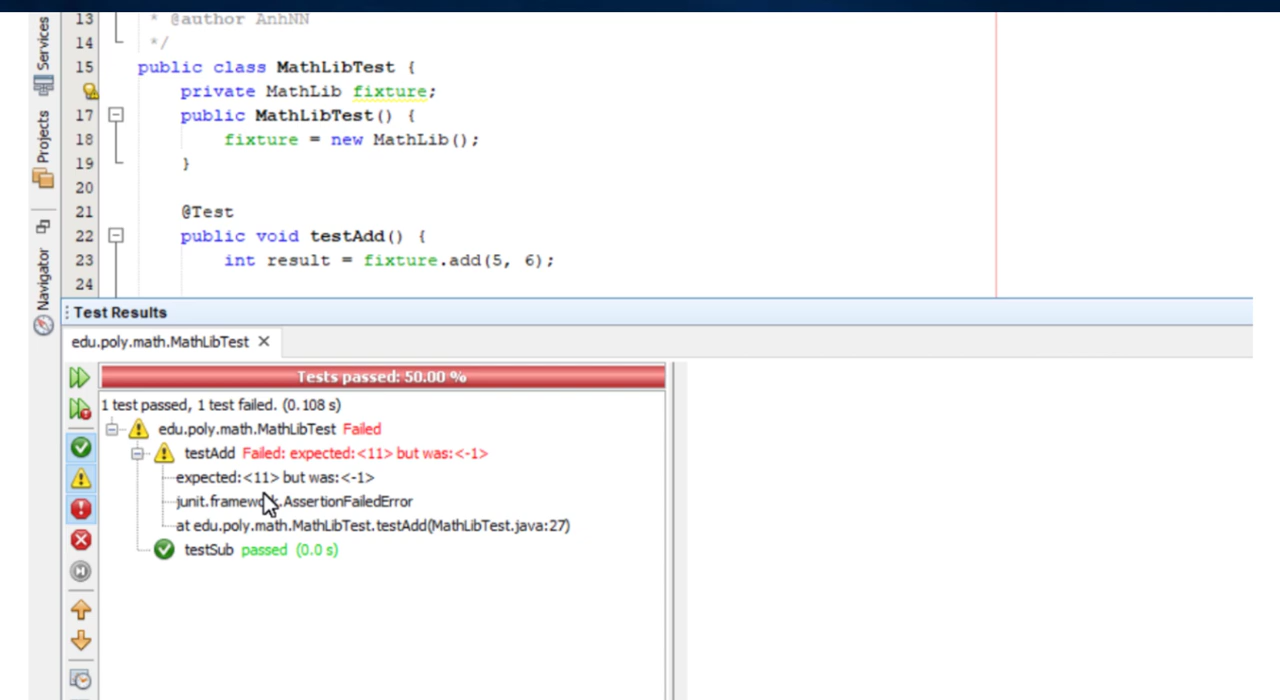 Services
Projects
Navigator
13 * @author AnhNN
14 */
15 public class MathLibTest {
private MathLib fixture;
17 public MathLibTest() {
18 fixture = new MathLib();
19 }
20
21 @Test
22 public void testAdd() {
23 int result = fixture.add(5, 6);
24
Test Results
edu.poly.math.MathLibTest
Tests passed: 50.00 %
1 test passed, 1 test failed. (0.108 s)
edu.poly.math.MathLibTest Failed
testAdd Failed: expected:<11> but was:<-1>
expected:<11> but was:<-1>
junit.framework.AssertionFailedError
at edu.poly.math.MathLibTest.testAdd(MathLibTest.java:27)
testSub passed (0.0 s)